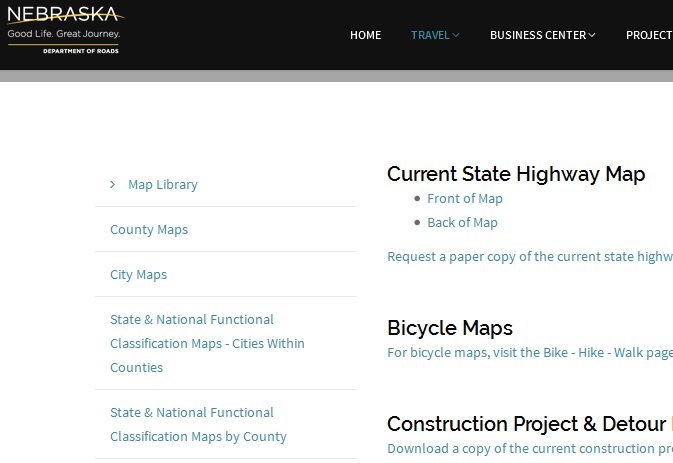 NEBRASKA
Good Life. Great Journey.
DEPARTMENT OF ROADS
HOME TRAVEL BUSINESS CENTER PROJECT
Map Library
County Maps
City Maps
State & National Functional
Classification Maps - Cities Within
Counties
State & National Functional
Classification Maps by County
Current State Highway Map
Front of Map
Back of Map
Request a paper copy of the current state highw
Bicycle Maps
For bicycle maps, visit the Bike - Hike - Walk page
Construction Project & Detour
Download a copy of the current construction pr